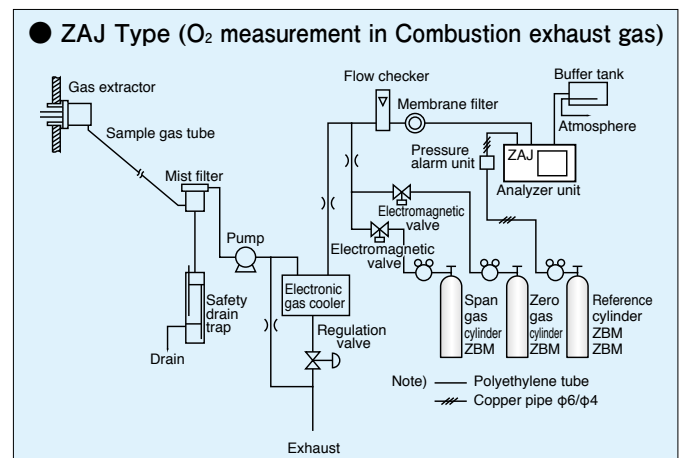 ● ZAJ Type (O₂ measurement in Combustion exhaust gas)
Gas extractor
Sample gas tube
Mist filter
Pump
Safety
drain
trap
Drain
Electronic
gas cooler
Regulation
valve
Exhaust
Flow checker
Membrane filter
Pressure
alarm unit
Buffer tank
Atmosphere
ZAJ
Analyzer unit
Electromagnetic
valve
Electromagnetic
valve
Span
gas
cylinder
ZBM
Zero
gas
cylinder
ZBM
Reference
cylinder
ZBM
ZBM
Note) Polyethylene tube
Copper pipe φ6/φ4